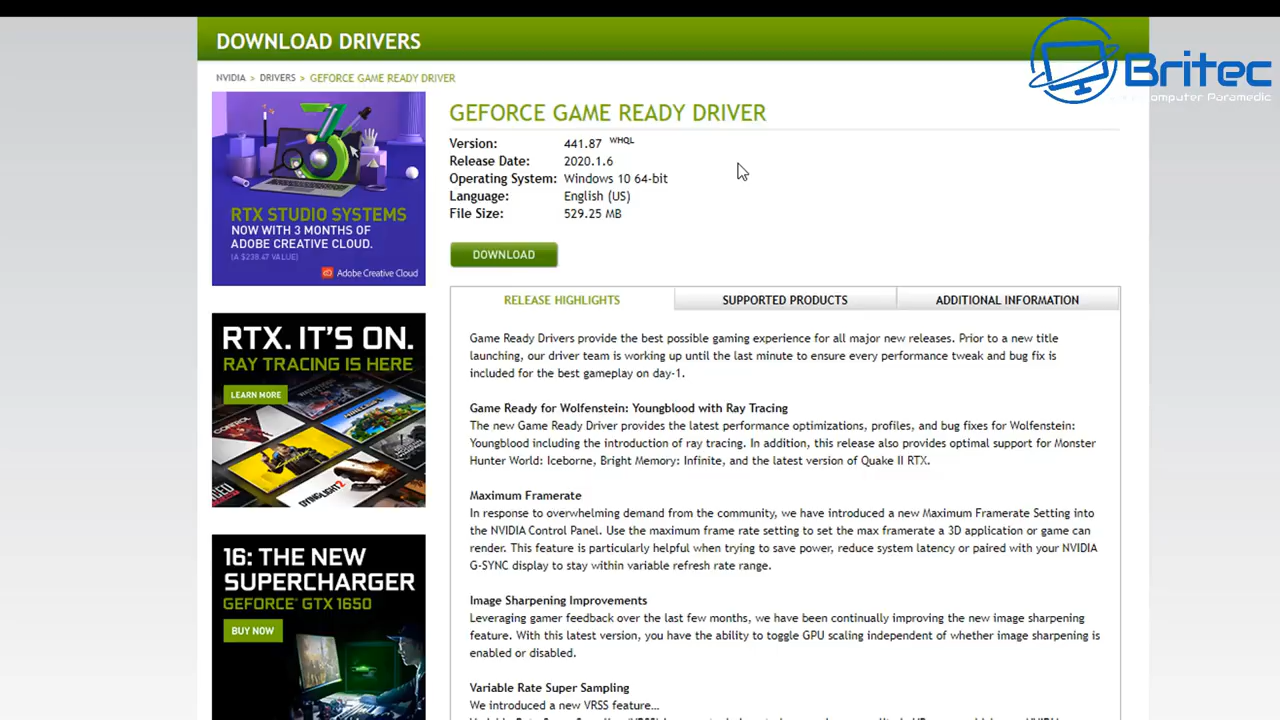 DOWNLOAD DRIVERS
Britec
Computer Paramedic
NVIDIA > DRIVERS > GEFORCE GAME READY DRIVER
RTX STUDIO SYSTEMS
NOW WITH 3 MONTHS OF
ADOBE CREATIVE CLOUD.
(A $238.47 VALUE)
Adobe Creative Cloud
RTX. IT'S ON.
RAY TRACING IS HERE
LEARN MORE
CONTROL
MINECRAFT
DYING LIGHT 2
16: THE NEW
SUPERCHARGER
GEFORCE® GTX 1650
BUY NOW
GEFORCE GAME READY DRIVER
Version: 441.87 WHQL
Release Date: 2020.1.6
Operating System: Windows 10 64-bit
Language: English (US)
File Size: 529.25 MB
DOWNLOAD
RELEASE HIGHLIGHTS SUPPORTED PRODUCTS ADDITIONAL INFORMATION
Game Ready Drivers provide the best possible gaming experience for all major new releases. Prior to a new title
launching, our driver team is working up until the last minute to ensure every performance tweak and bug fix is
included for the best gameplay on day-1.
Game Ready for Wolfenstein: Youngblood with Ray Tracing
The new Game Ready Driver provides the latest performance optimizations, profiles, and bug fixes for Wolfenstein:
Youngblood including the introduction of ray tracing. In addition, this release also provides optimal support for Monster
Hunter World: Iceborne, Bright Memory: Infinite, and the latest version of Quake II RTX.
Maximum Framerate
In response to overwhelming demand from the community, we have introduced a new Maximum Framerate Setting into
the NVIDIA Control Panel. Use the maximum frame rate setting to set the max framerate a 3D application or game can
render. This feature is particularly helpful when trying to save power, reduce system latency or paired with your NVIDIA
G-SYNC display to stay within variable refresh rate range.
Image Sharpening Improvements
Leveraging gamer feedback over the last few months, we have been continually improving the new image sharpening
feature. With this latest version, you have the ability to toggle GPU scaling independent of whether image sharpening is
enabled or disabled.
Variable Rate Super Sampling
We introduced a new VRSS feature…